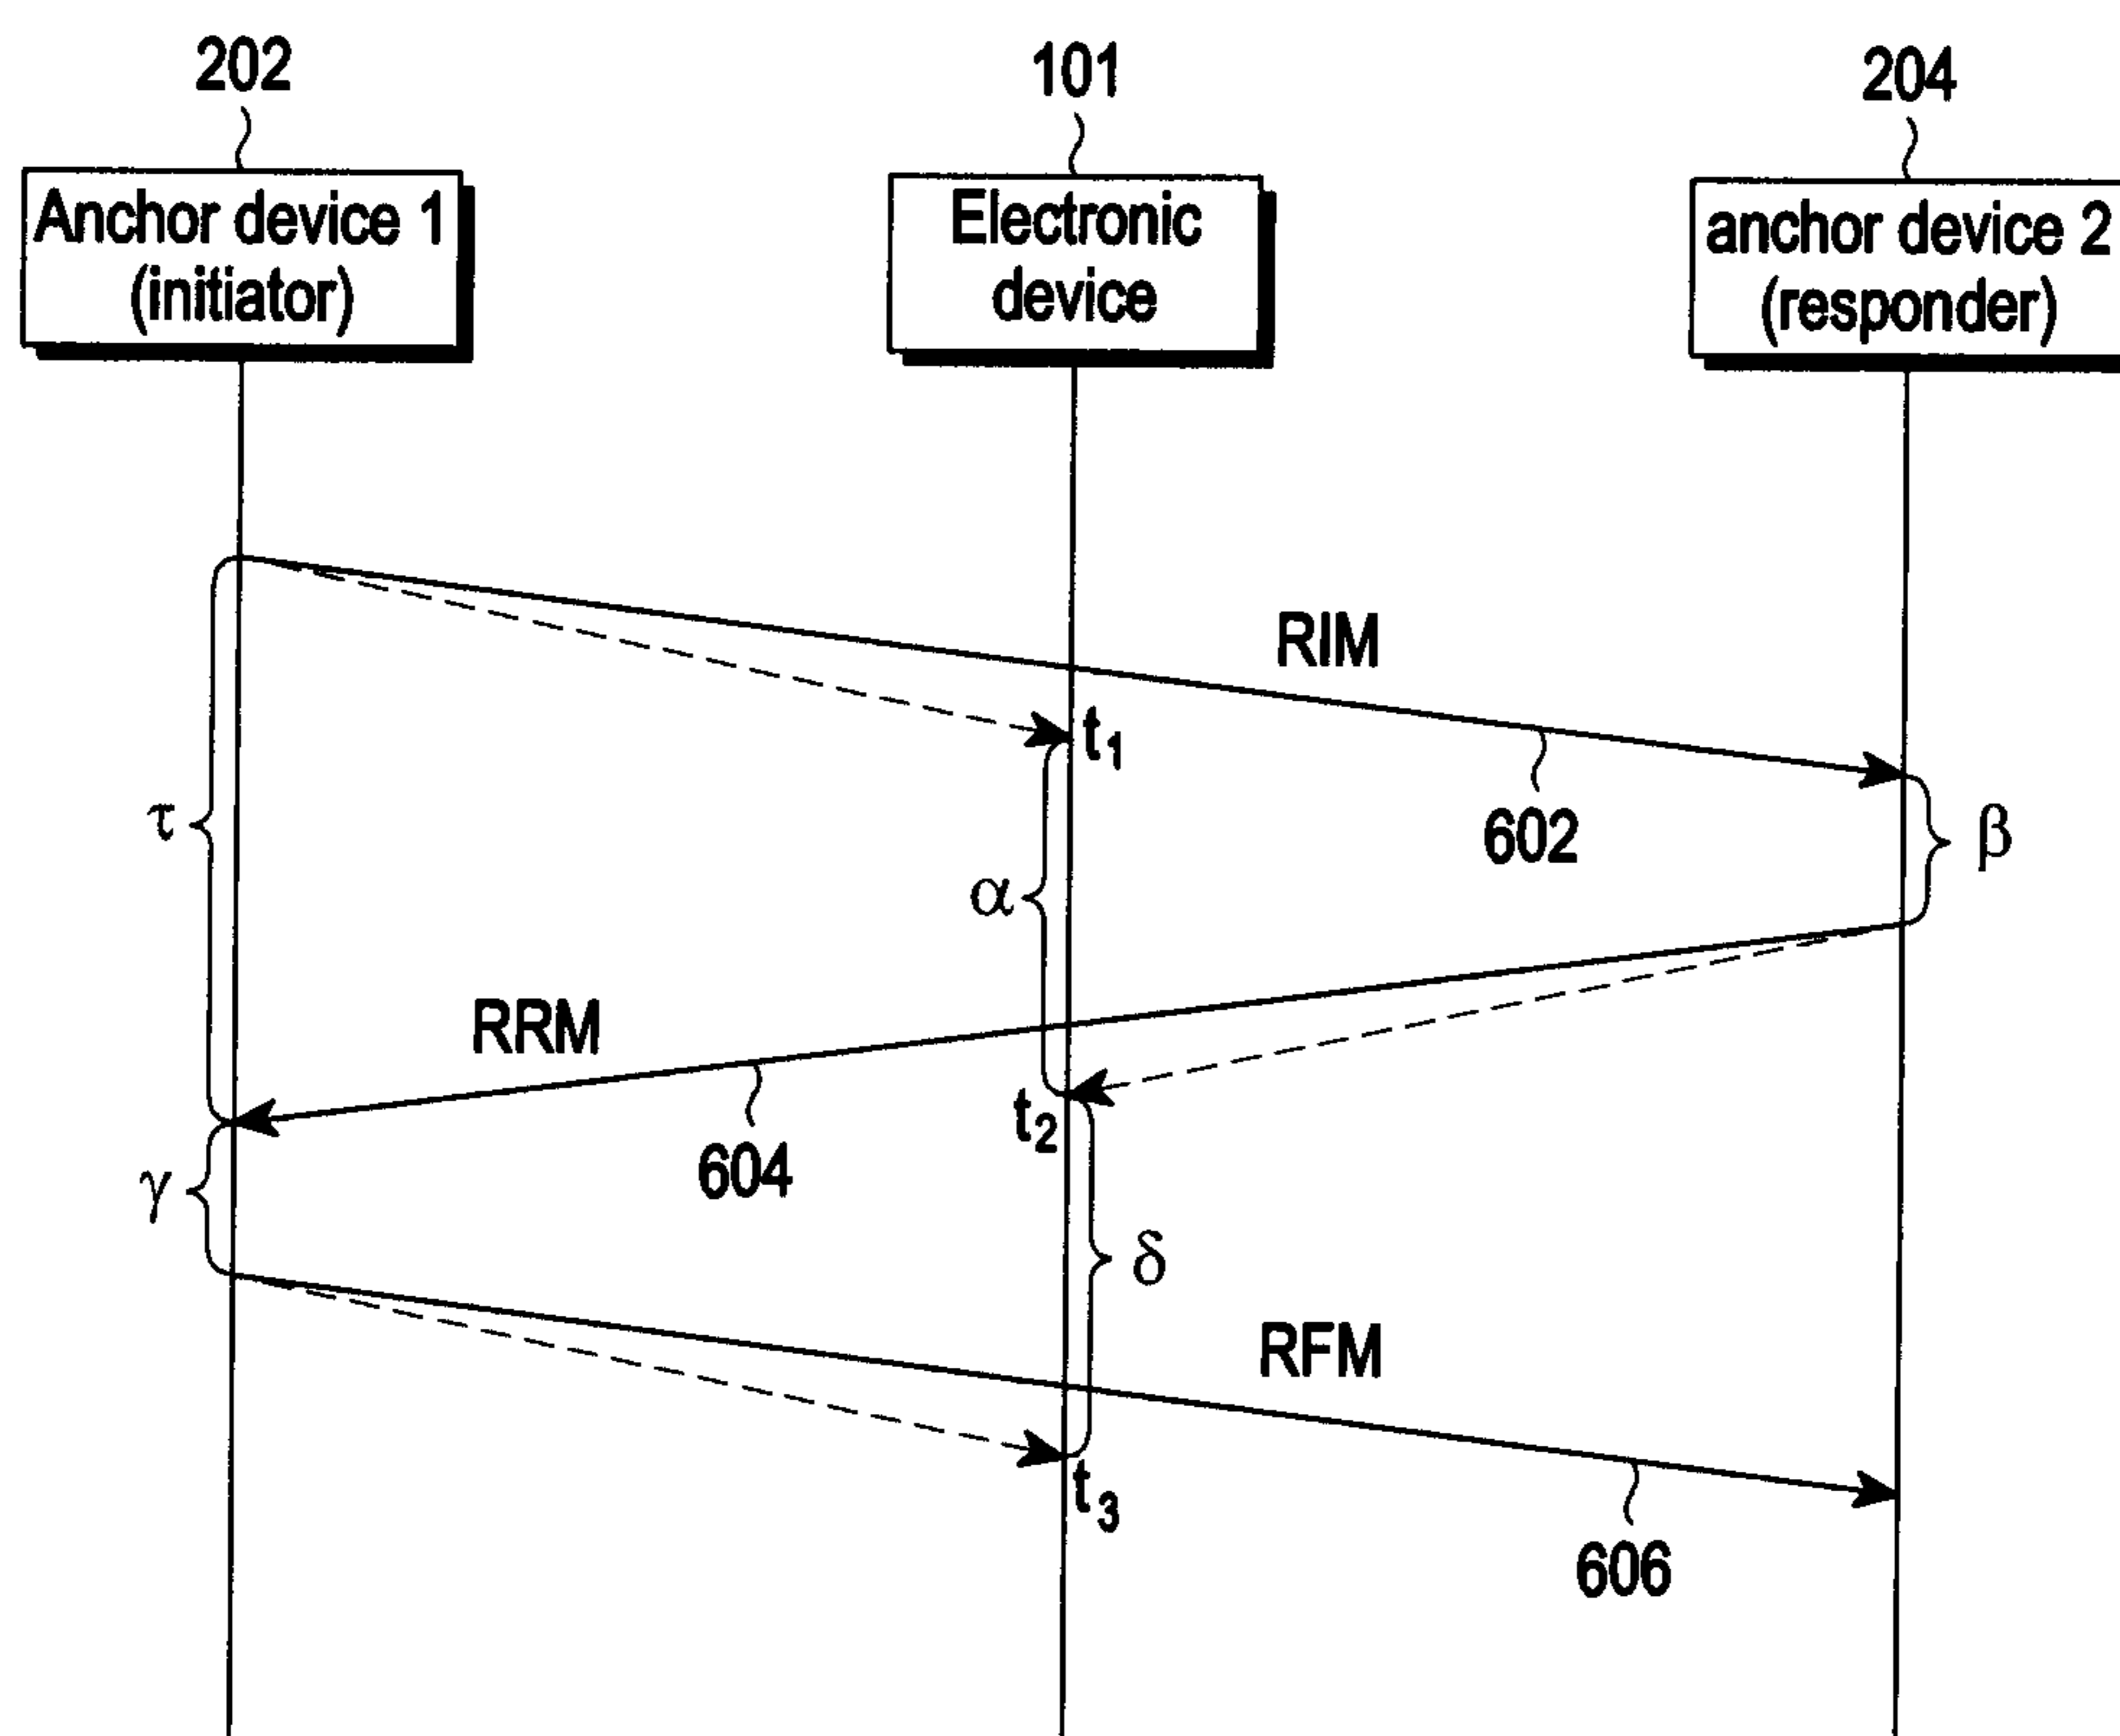 202
101
204
Anchor device 1
(initiator)
Electronic
device
anchor device 2
(responder)
RIM
t1
602
τ
α
β
RRM
604
t2
γ
δ
RFM
t3
606